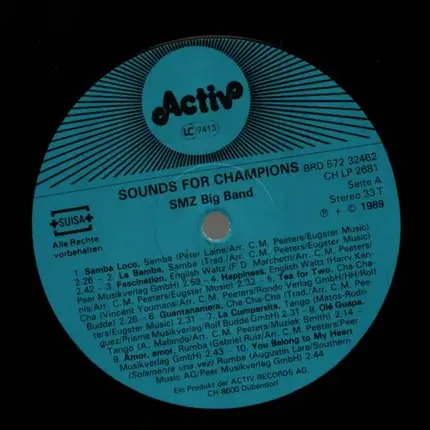 Activ
LC 7413
SOUNDS FOR CHAMPIONS
SMZ Big Band
BRD 572 32462
CH LP 2681
Seite A
Stereo 33 T
℗ + © 1989
SUISA
Alle Rechte
vorbehalten
1. Samba Loco, Samba (Péter Laine/Arr. C. M. Peeters/Eugster Music)
2.26 - 2. La Bamba, Samba (Trad./Arr. C. M. Peeters/Eugster Music)
2.42 - 3. Fascination, English Waltz (F. D. Marchetti/Arr. C. M. Peeters/
Peer Musikverlag GmbH) 2.59 - 4. Happiness, English Waltz (Harry Ken-
nis/Arr. C. M. Peeters/Eugster Music) 2.33 - 5. Tea for Two, Cha-Cha-
Cha (Vincent Youmans/Arr. C. M. Peeters/Rondo Verlag GmbH/HH/Rolf
Budde) 2.26 - 6. Guantanamera, Cha-Cha-Cha (Trad./Arr. C. M. Pee-
ters/Eugster Music) 2.31 - 7. La Cumparsita, Tango (Matos-Rodri-
guez/Prisma Musikverlag/Rolf Budde GmbH) 2.31 - 8. Olé Guapa,
Tango (A. Malando/Arr. C. M. Peeters/Muziek Smith) 2.14 -
9. Amor, amor, Rumba (Gabriel Ruiz/Arr. C. M. Peeters/Peer
Musikverlag GmbH) 2.43 - 10. You Belong to My Heart
(Solamente una vez) Rumba (Augustin Lara/Southern
Music AG/Peer Musikverlag GmbH) 2.44
Ein Produkt der ACTIV RECORDS AG,
CH-8600 Dübendorf